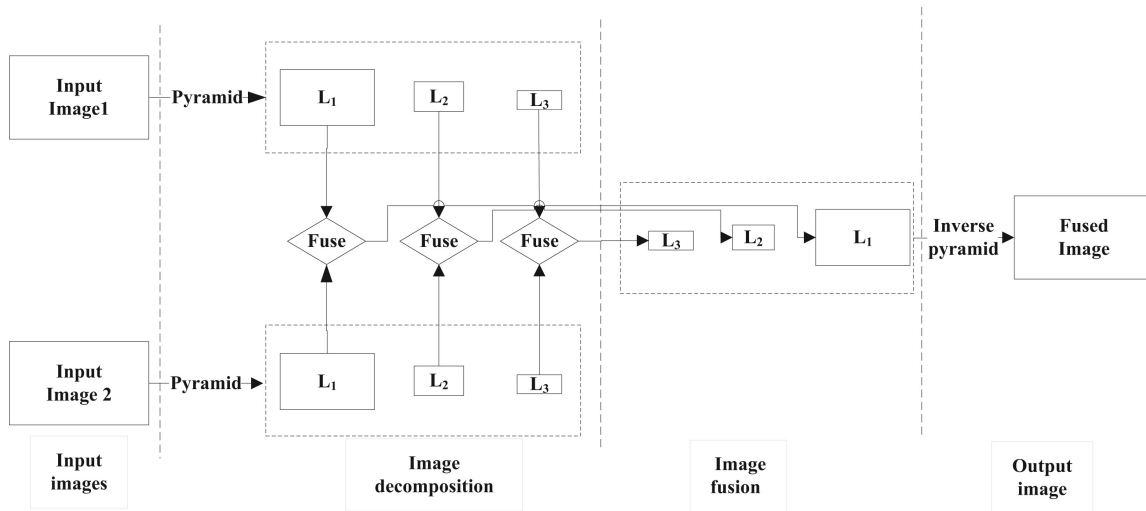 Input
Image1
Pyramid
L₁
L₂
L₃
Fuse
Fuse
Fuse
L₃
L₂
L₁
Inverse
pyramid
Fused
Image
Input
Image 2
Pyramid
L₁
L₂
L₃
Input
images
Image
decomposition
Image
fusion
Output
image